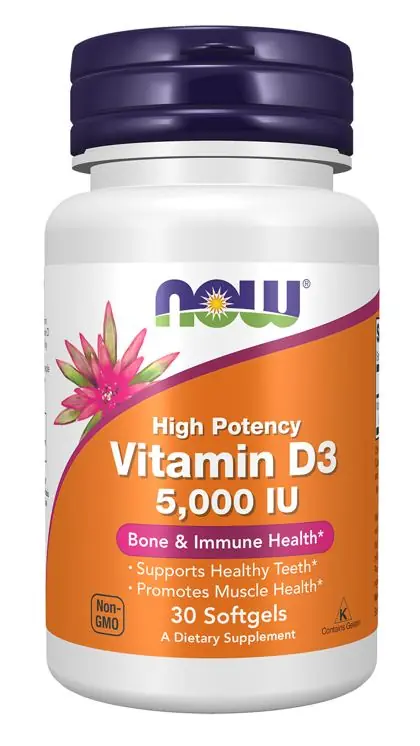 NOW®
High Potency
Vitamin D3
5,000 IU
Bone & Immune Health*
• Supports Healthy Teeth*
• Promotes Muscle Health*
30 Softgels
A Dietary Supplement
Non-
GMO
K
Contains Gelatin